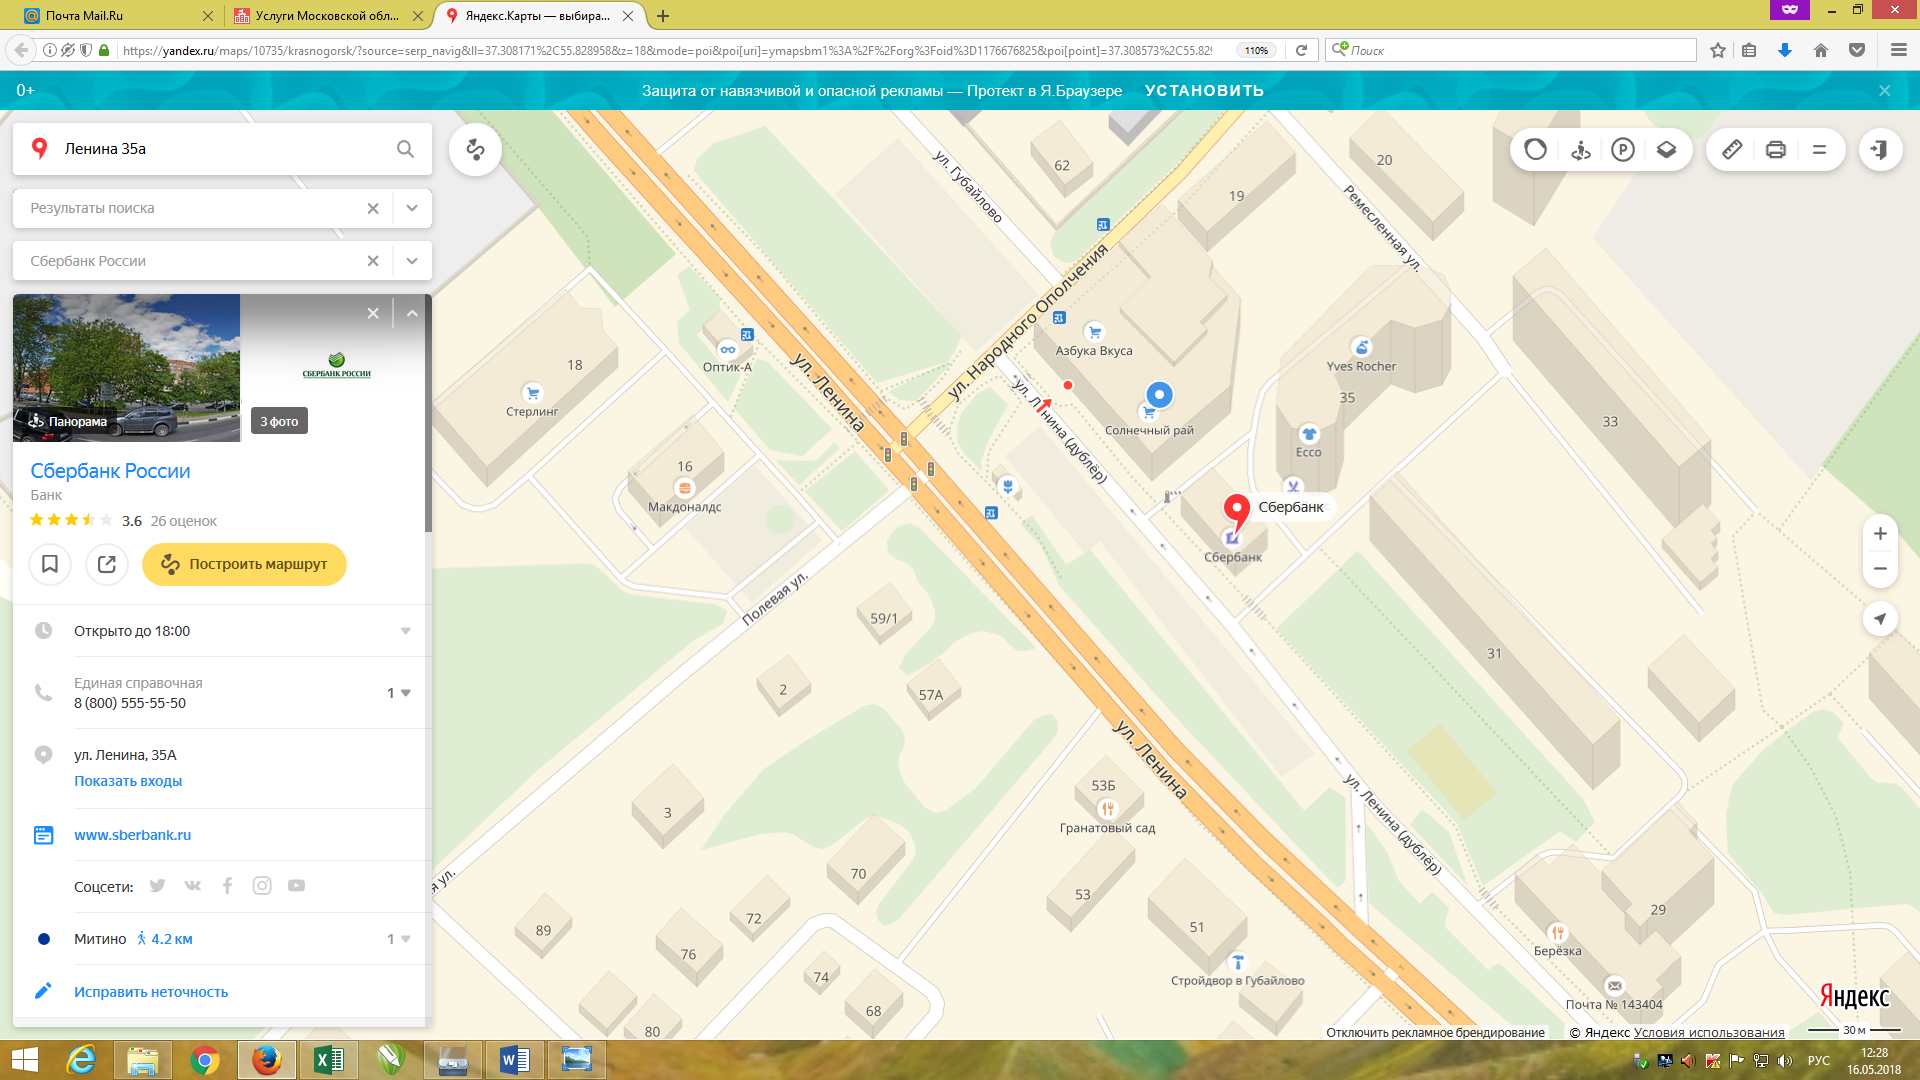 Почта Mail.Ru
Услуги Московской обл...
Яндекс.Карты — выбира...
https://yandex.ru/maps/10735/krasnogorsk/?source=serp_navig&ll=37.308171%2C55.828958&z=18&mode=poi&poi[uri]=ymapsbm1%3A%2F%2Forg%3Foid%3D1176676825&poi[point]=37.308573%2C55.82
110%
Поиск
0+
Защита от навязчивой и опасной рекламы — Протект в Я.Браузере
УСТАНОВИТЬ
Ленина 35а
Результаты поиска
Сбербанк России
СБЕРБАНК РОССИИ
Панорама
3 фото
Сбербанк России
Банк
3.6
26 оценок
Построить маршрут
Открыто до 18:00
Единая справочная
8 (800) 555-55-50
1
ул. Ленина, 35А
Показать входы
www.sberbank.ru
Соцсети:
Митино
4.2 км
1
Исправить неточность
62
19
20
ул. Губайлово
Ремесленная ул.
ул. Народного Ополчения
Азбука Вкуса
Yves Rocher
35
33
18
Стерлинг
Оптик-А
ул. Ленина
ул. Ленина (дублёр)
Солнечный рай
Ecco
16
Макдоналдс
Сбербанк
Сбербанк
Полевая ул.
59/1
2
57А
31
ул. Ленина
3
53Б
Гранатовый сад
ул. Ленина (дублёр)
70
я ул.
53
72
89
76
74
68
80
51
Стройдвор в Губайлово
29
Берёзка
Почта № 143404
P
Яндекс
Отключить рекламное брендирование
© Яндекс Условия использования
30 м
РУС
12:28
16.05.2018